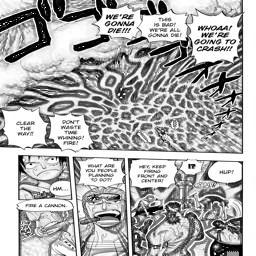 WE'RE
GONNA
DIE!!!
THIS
IS BAD!
WE'RE ALL
GONNA DIE!
WHOAA!
WE'RE
GOING TO
CRASH!!
CLEAR
THE WAY!!
DON'T
WASTE TIME
WHINING!
FIRE!
HM...
FIRE A CANNON.
WHAT ARE
YOU PEOPLE
PLANNING
TO DO?!
HEY, KEEP
FIRING
FRONT AND
CENTER!
!?
HUP!